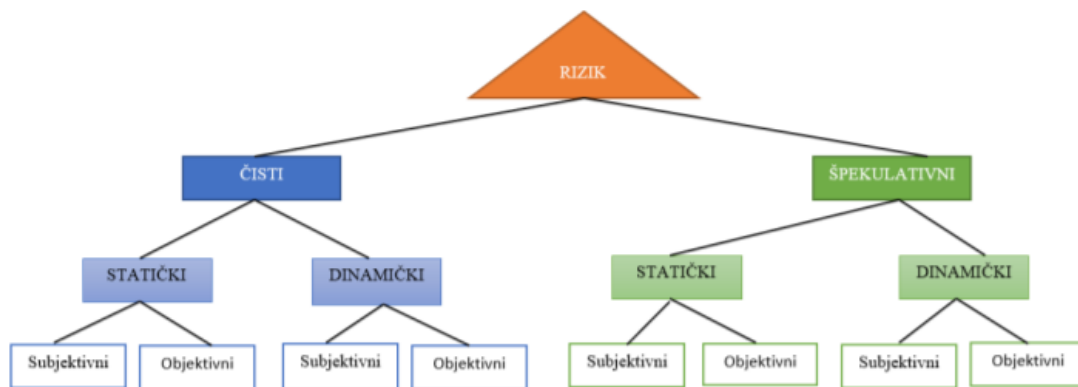 RIZIK
ČISTI
ŠPEKULATIVNI
STATIČKI
DINAMIČKI
STATIČKI
DINAMIČKI
Subjektivni
Objektivni
Subjektivni
Objektivni
Subjektivni
Objektivni
Subjektivni
Objektivni